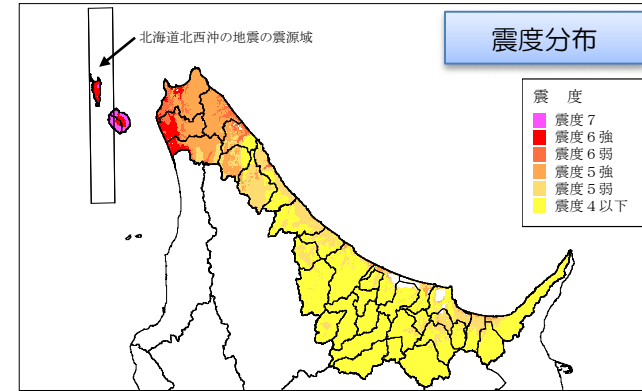 北海道北西沖の地震の震源域
震度分布
震 度
震度７
震度６強
震度６弱
震度５強
震度５弱
震度４以下